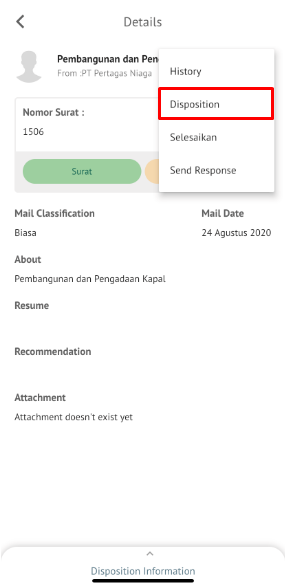 Details
Pembangunan dan Pen
From :PT Pertagas Niaga
History
Disposition
Selesaikan
Send Response
Nomor Surat :
1506
Surat
Mail Classification
Mail Date
Biasa
24 Agustus 2020
About
Pembangunan dan Pengadaan Kapal
Resume
Recommendation
Attachment
Attachment doesn't exist yet
Disposition Information